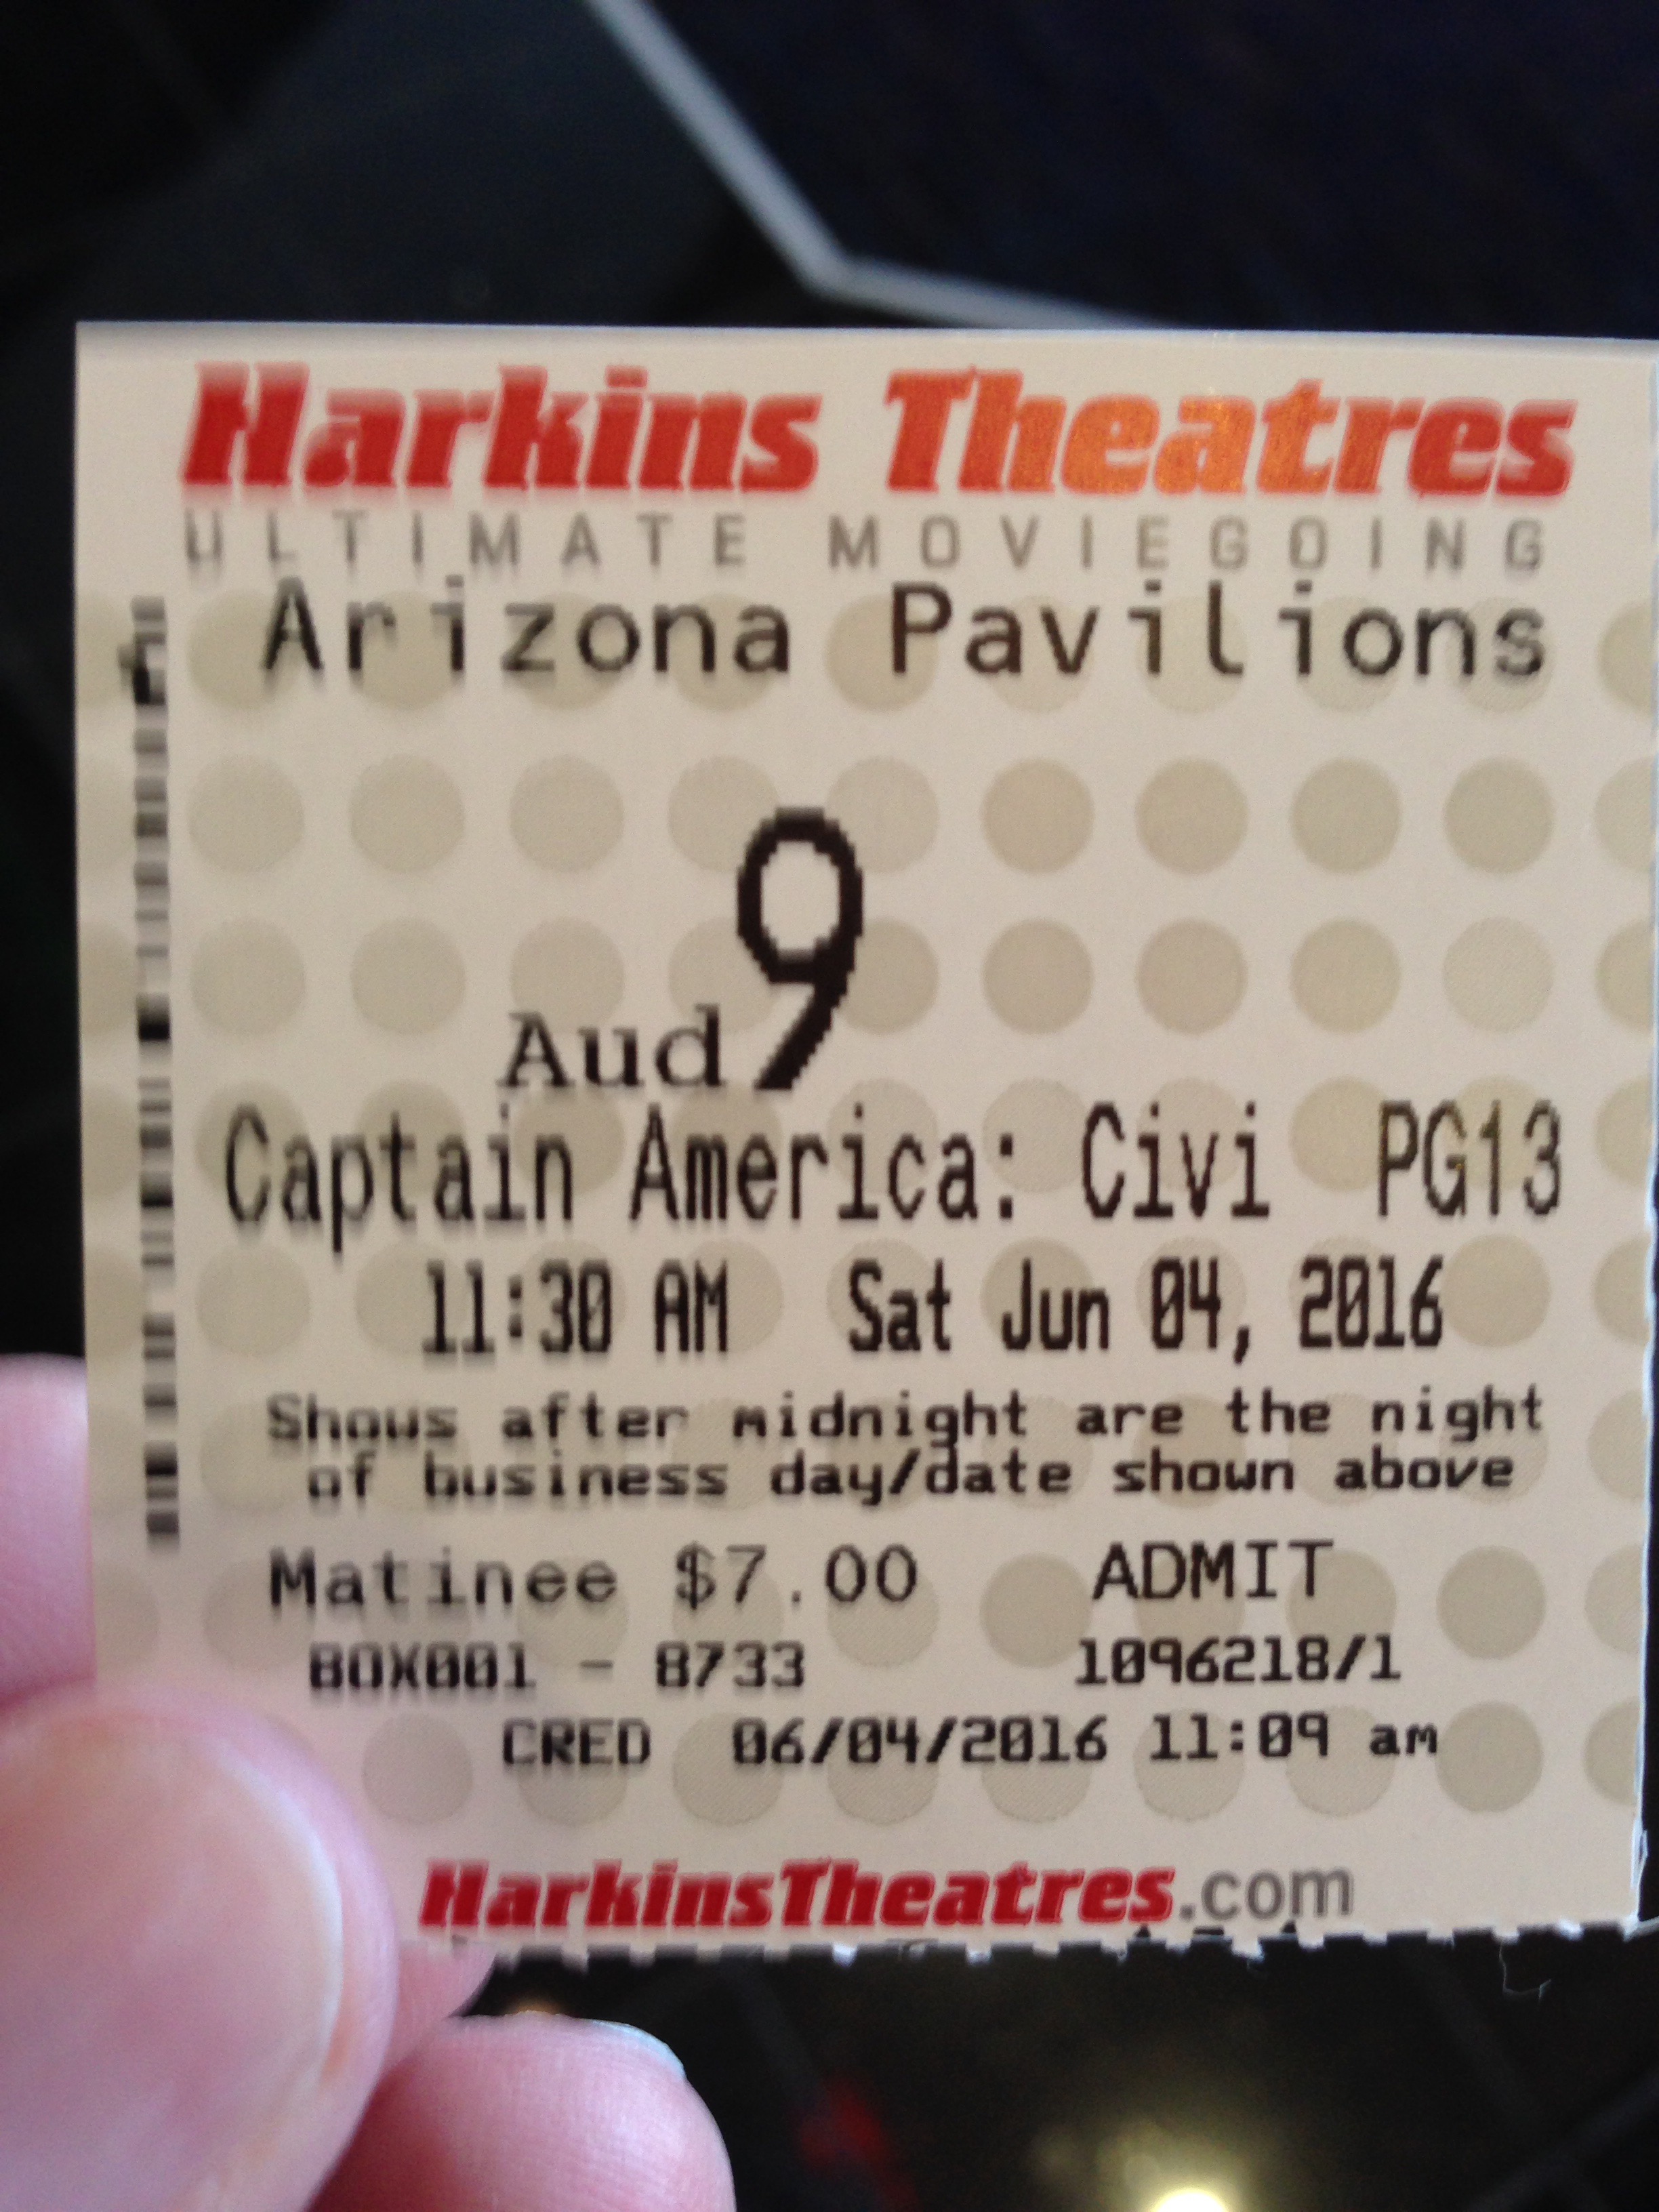 Harkins Theatres
ULTIMATE MOVIEGOING
Arizona Pavilions
Aud 9
Captain America: Civi PG13
11:30 AM Sat Jun 04, 2016
Shows after midnight are the night
of business day/date shown above
Matinee $7.00 ADMIT
BOX001 - 8733 1096218/1
CRED 06/04/2016 11:09 am
HarkinsTheatres.com